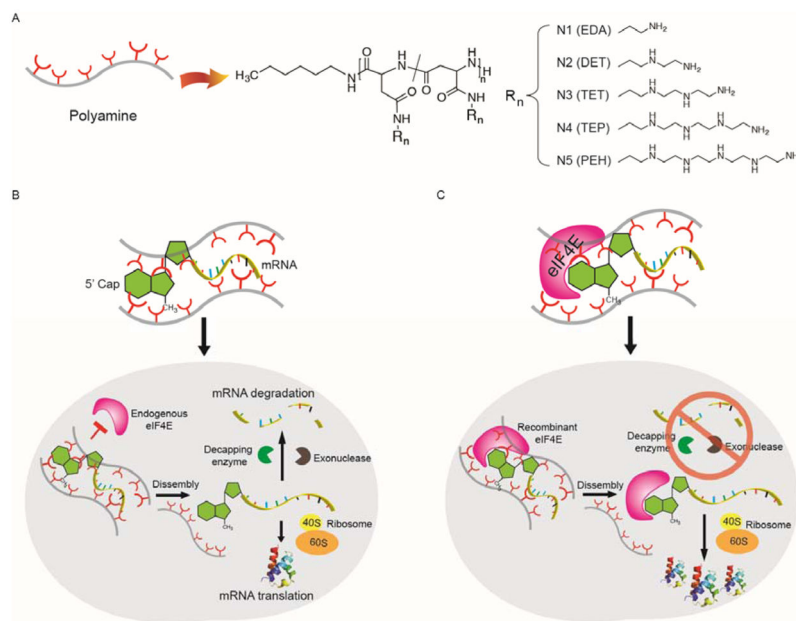 A
Polyamine
H₃C
N
H
O
H
N
O
H
N
H
n
O
NH
Rn
O
NH
Rn
Rn
N1 (EDA)
NH₂
N2 (DET)
H
N
NH₂
N3 (TET)
H
N
N
H
NH₂
N4 (TEP)
H
N
N
H
H
N
NH₂
N5 (PEH)
H
N
N
H
H
N
N
H
B
mRNA
5' Cap
CH₃
Endogenous
eIF4E
mRNA degradation
Decapping
enzyme
Exonuclease
Dissembly
CH₃
40S
Ribosome
60S
mRNA translation
C
eIF4E
CH₃
Recombinant
eIF4E
Decapping
enzyme
Exonuclease
Dissembly
CH₃
40S
Ribosome
60S